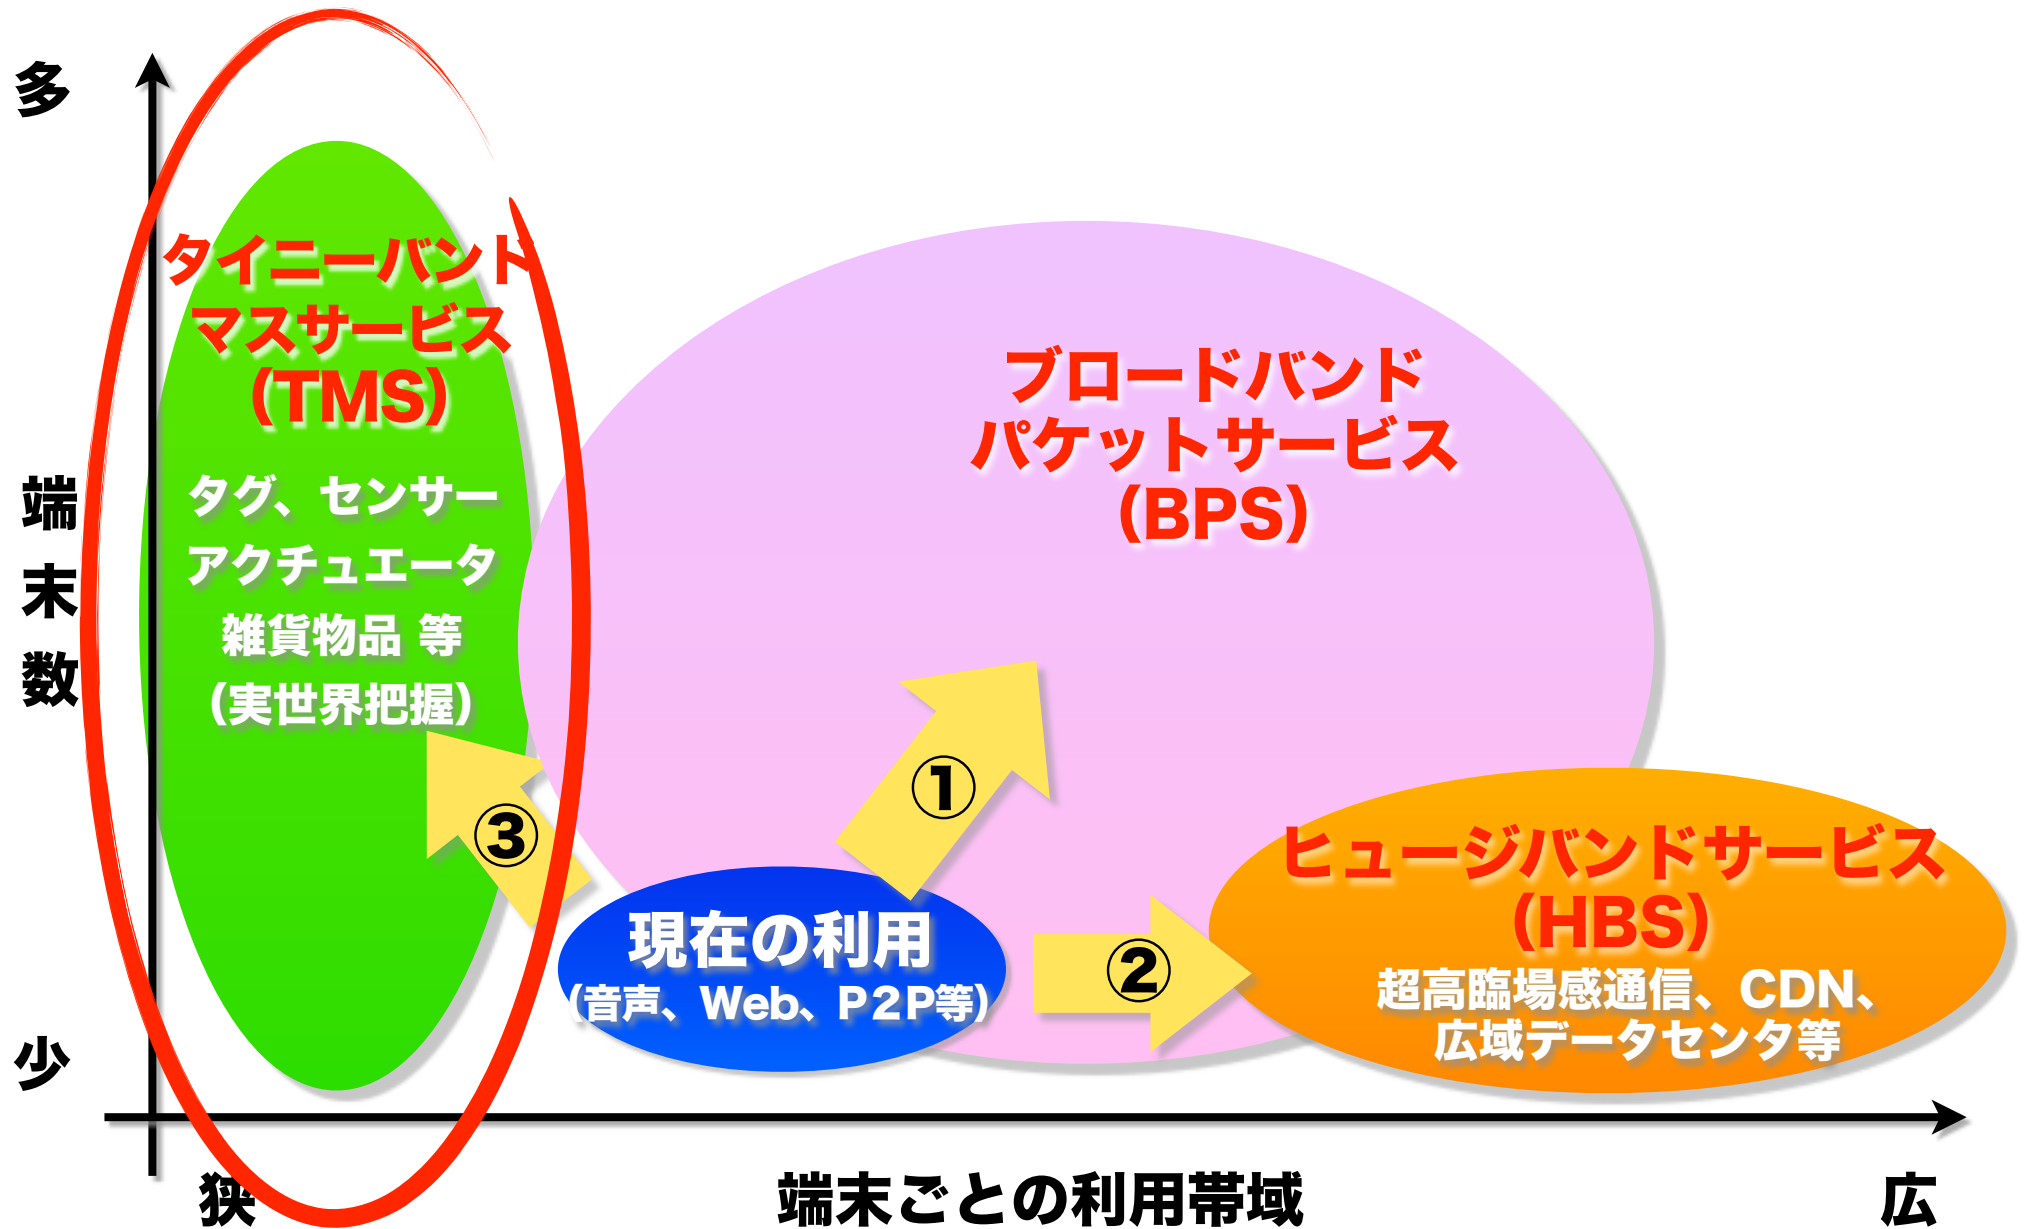 多
端
末
数
少
タイニーバンド
マスサービス
（TMS）
タグ、センサー
アクチュエータ
雑貨物品 等
（実世界把握）
ブロードバンド
パケットサービス
（BPS）
①
③
②
現在の利用
（音声、Web、P２P等）
ヒュージバンドサービス
（HBS）
超高臨場感通信、CDN、
広域データセンタ等
狭
端末ごとの利用帯域
広